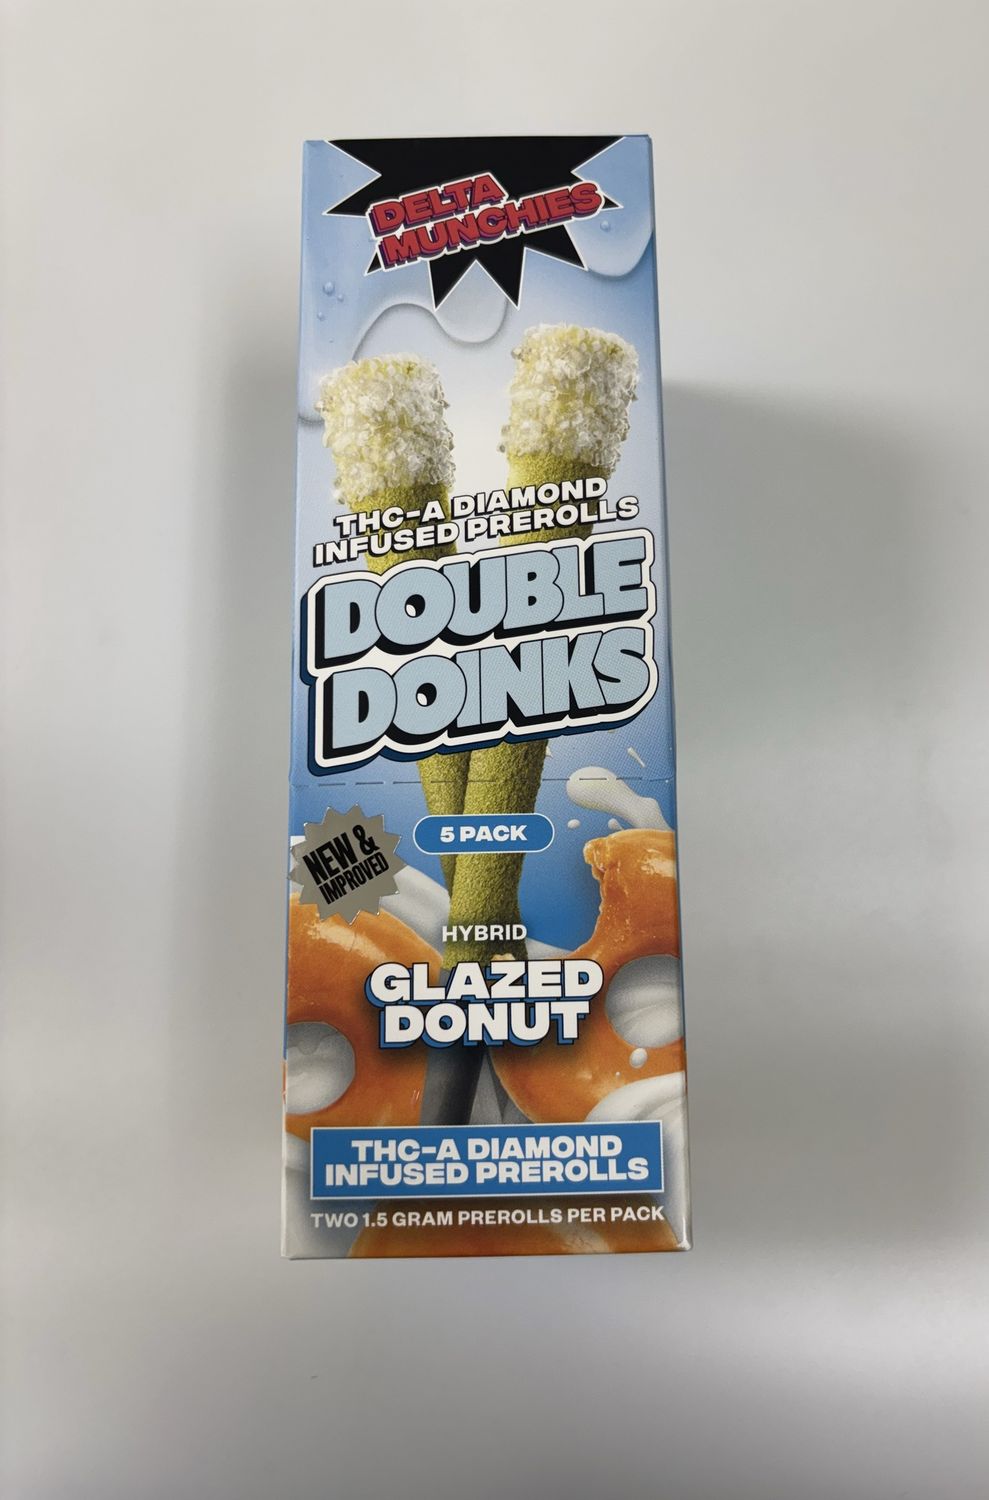 DELTA
MUNCHIES
THC-A DIAMOND
INFUSED PREROLLS
DOUBLE
DOINKS
5 PACK
NEW &
IMPROVED
HYBRID
GLAZED
DONUT
THC-A DIAMOND
INFUSED PREROLLS
TWO 1.5 GRAM PREROLLS PER PACK